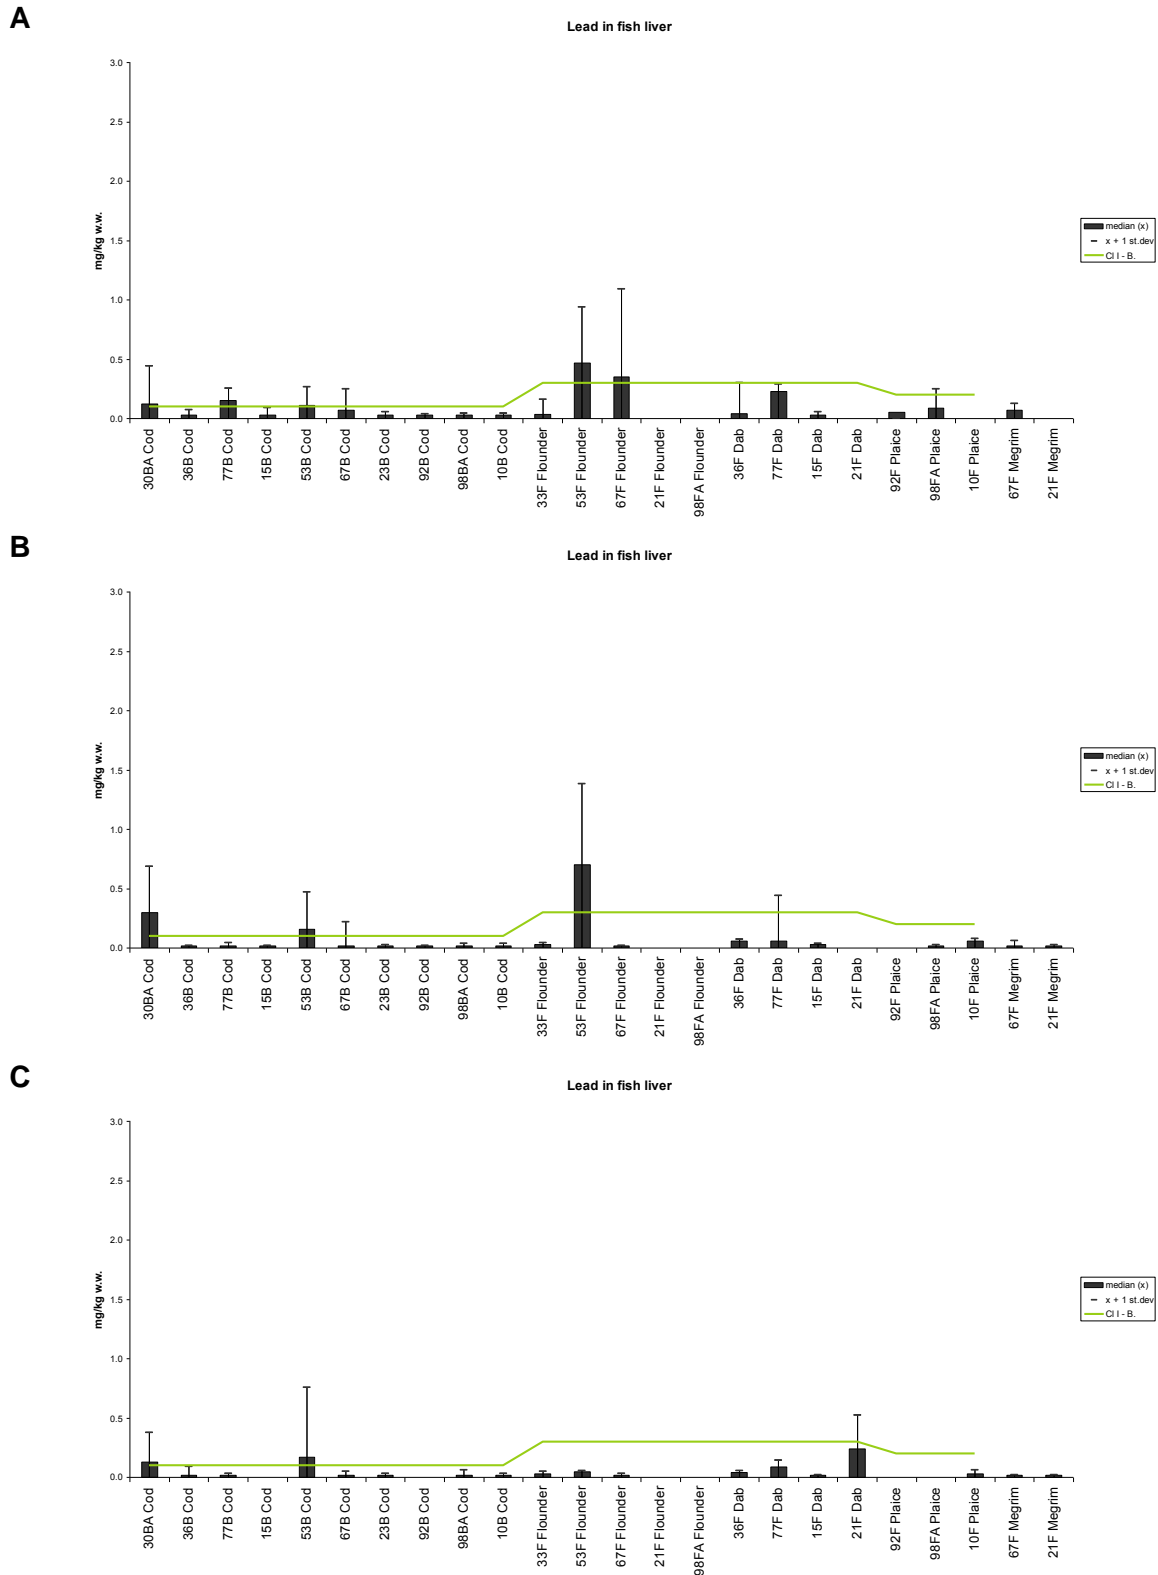 A
Lead in fish liver
3.0
2.5
2.0
1.5
1.0
0.5
0.0
mg/kg w.w.
median (x)
x + 1 st.dev
Cl I - B.
30BA Cod
36B Cod
77B Cod
15B Cod
53B Cod
67B Cod
23B Cod
92B Cod
98BA Cod
10B Cod
33F Flounder
53F Flounder
67F Flounder
21F Flounder
98FA Flounder
36F Dab
77F Dab
15F Dab
21F Dab
92F Plaice
98FA Plaice
10F Plaice
67F Megrim
21F Megrim
B
Lead in fish liver
3.0
2.5
2.0
1.5
1.0
0.5
0.0
mg/kg w.w.
median (x)
x + 1 st.dev
Cl I - B.
30BA Cod
36B Cod
77B Cod
15B Cod
53B Cod
67B Cod
23B Cod
92B Cod
98BA Cod
10B Cod
33F Flounder
53F Flounder
67F Flounder
21F Flounder
98FA Flounder
36F Dab
77F Dab
15F Dab
21F Dab
92F Plaice
98FA Plaice
10F Plaice
67F Megrim
21F Megrim
C
Lead in fish liver
3.0
2.5
2.0
1.5
1.0
0.5
0.0
mg/kg w.w.
median (x)
x + 1 st.dev
Cl I - B.
30BA Cod
36B Cod
77B Cod
15B Cod
53B Cod
67B Cod
23B Cod
92B Cod
98BA Cod
10B Cod
33F Flounder
53F Flounder
67F Flounder
21F Flounder
98FA Flounder
36F Dab
77F Dab
15F Dab
21F Dab
92F Plaice
98FA Plaice
10F Plaice
67F Megrim
21F Megrim